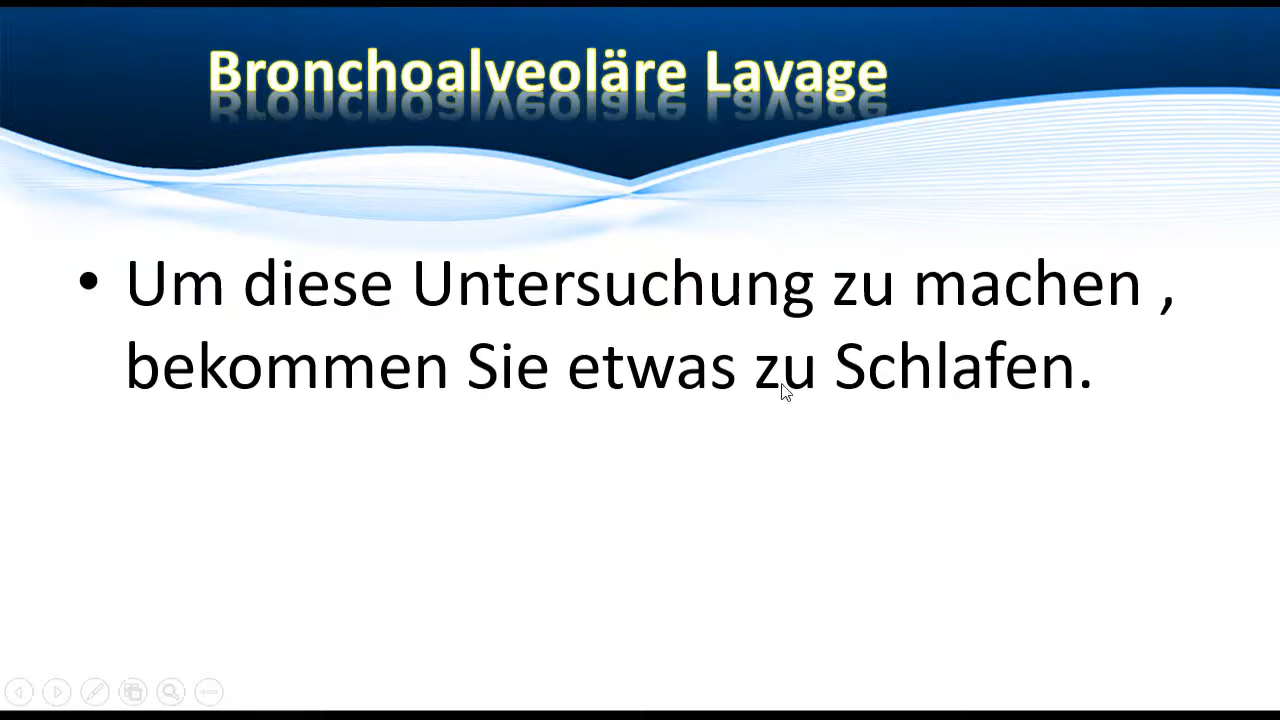 Bronchoalveoläre Lavage
• Um diese Untersuchung zu machen ,
bekommen Sie etwas zu Schlafen.